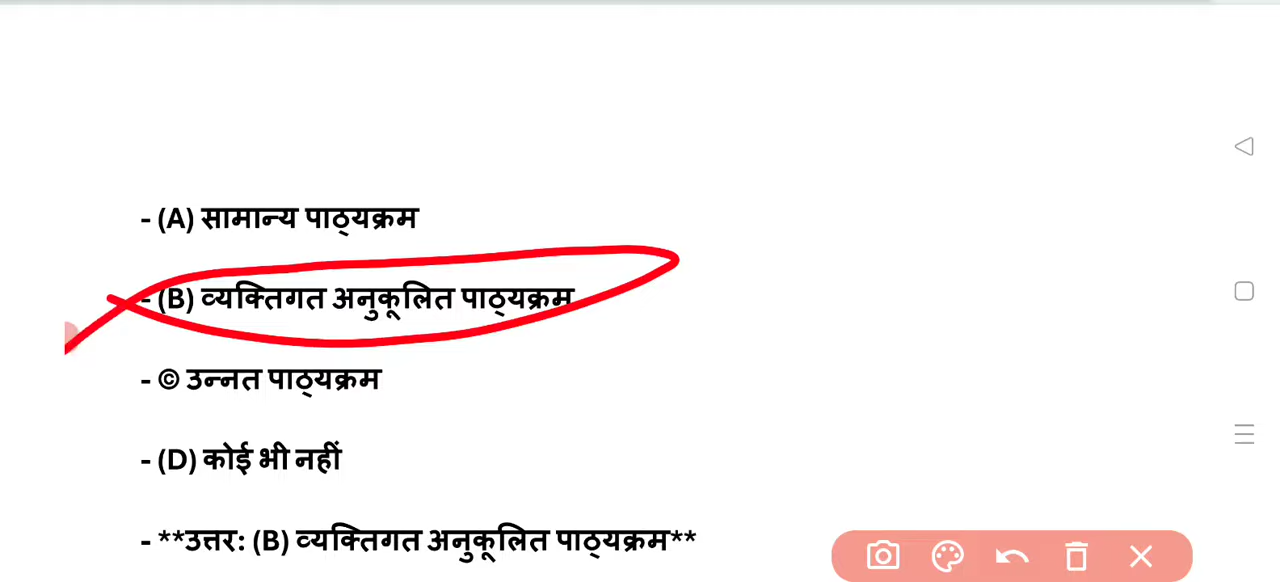 - (A) सामान्य पाठ्यक्रम
- (B) व्यक्तिगत अनुकूलित पाठ्यक्रम
- © उन्नत पाठ्यक्रम
- (D) कोई भी नहीं
- **उत्तर: (B) व्यक्तिगत अनुकूलित पाठ्यक्रम**